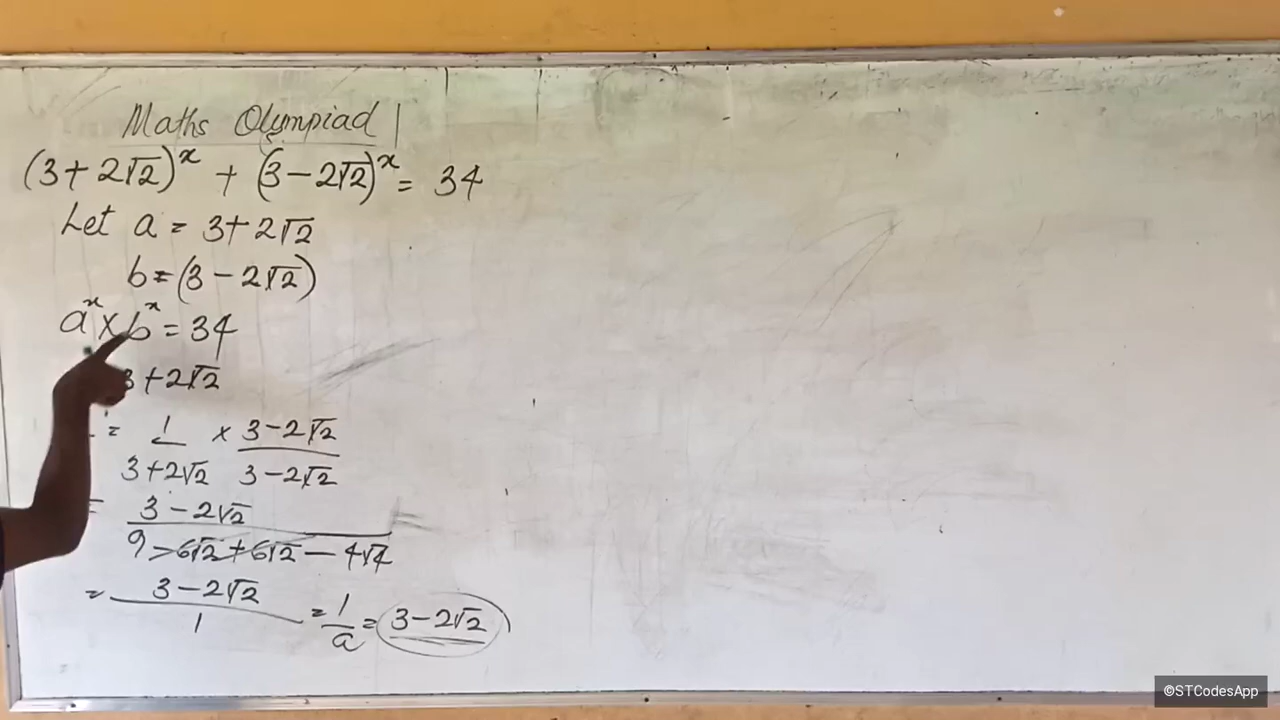 Maths Olympiad
(3+2√2)ˣ + (3-2√2)ˣ = 34
Let a = 3+2√2
b = (3-2√2)
aˣ × bˣ = 34
3+2√2
= 1/(3+2√2) × (3-2√2)/(3-2√2)
= (3-2√2)/(9-6√2+6√2-4√4)
= (3-2√2)/1 = 1/a = 3-2√2
©STCodesApp